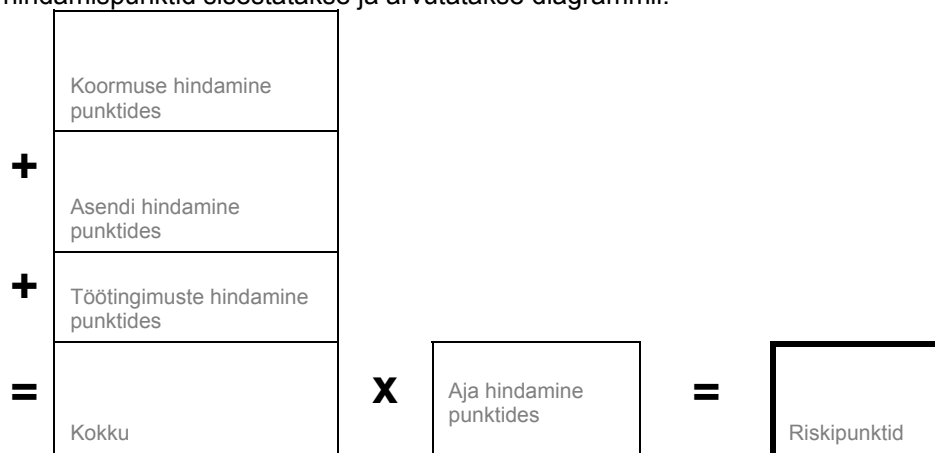 hindamispunktid sisestatakse ja arvutatakse diagrammil.
Koormuse hindamine
punktides
+
Asendi hindamine
punktides
+
Töötingimuste hindamine
punktides
=
Kokku
x
Aja hindamine
punktides
=
Riskipunktid